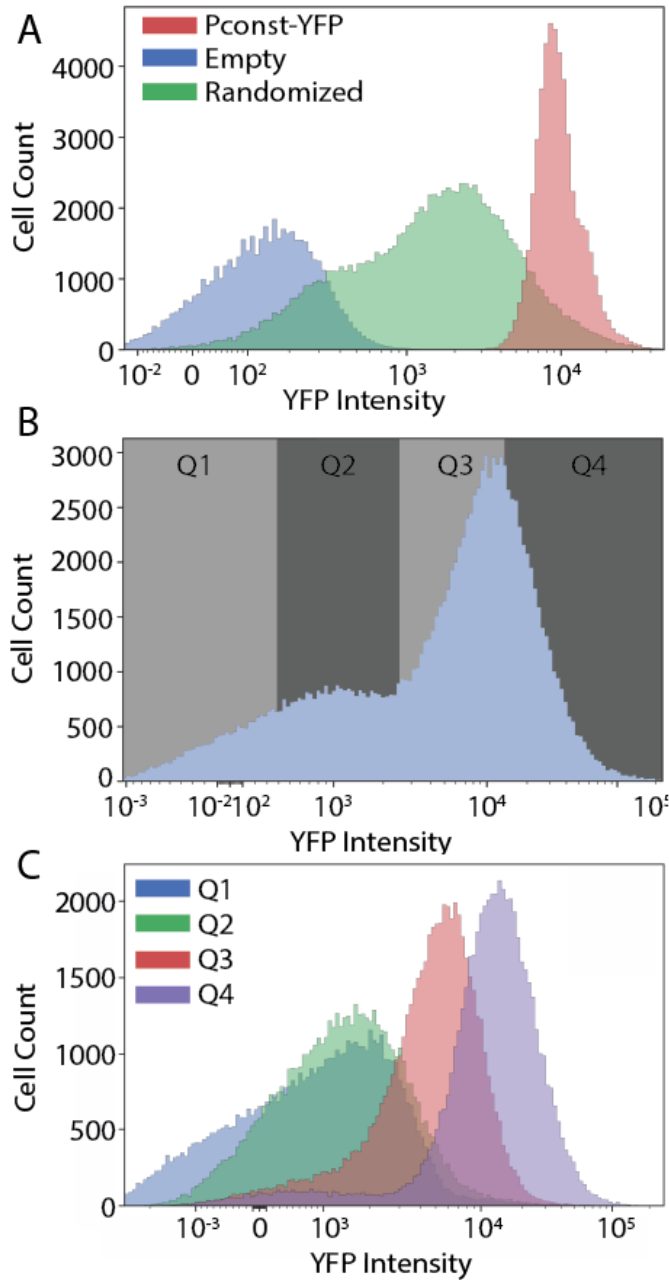 A
Pconst-YFP
Empty
Randomized
4000
3000
2000
1000
0
Cell Count
10-2 0 10² 10³ 10⁴
YFP Intensity
B
Q1 Q2 Q3 Q4
3000
2500
2000
1500
1000
500
0
Cell Count
10-3 10-2 10² 10³ 10⁴ 10⁵
YFP Intensity
C
Q1
Q2
Q3
Q4
2000
1500
1000
500
0
Cell Count
10-3 0 10³ 10⁴ 10⁵
YFP Intensity